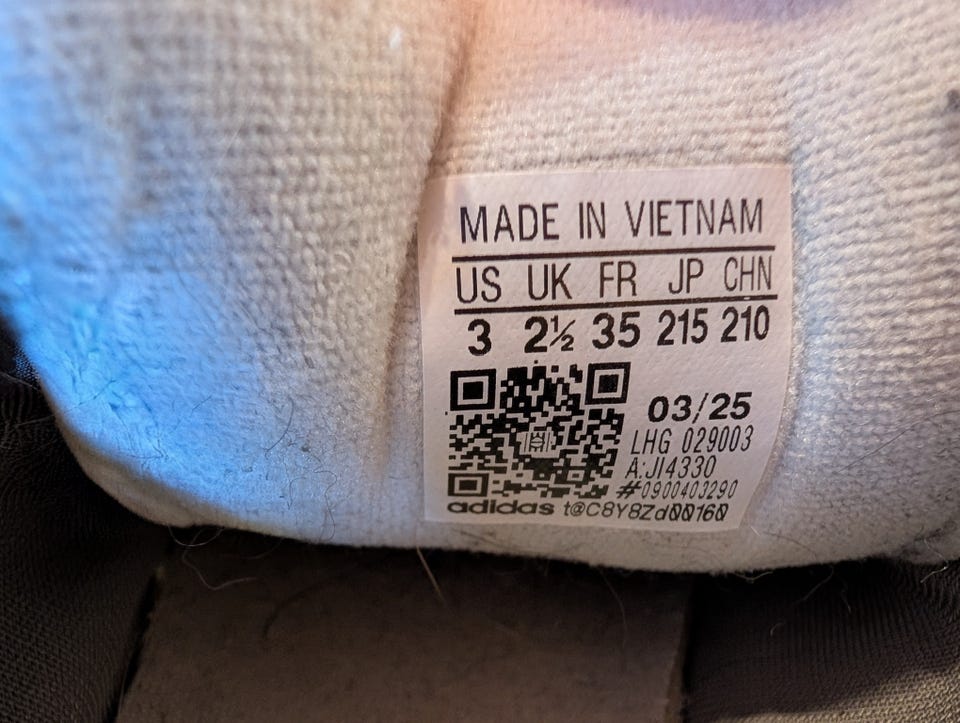 MADE IN VIETNAM
US UK FR JP CHN
3 2½ 35 215 210
03/25
LHG 029003
A:JI4330
#0900403290
adidas t@C8Y8Zd00160